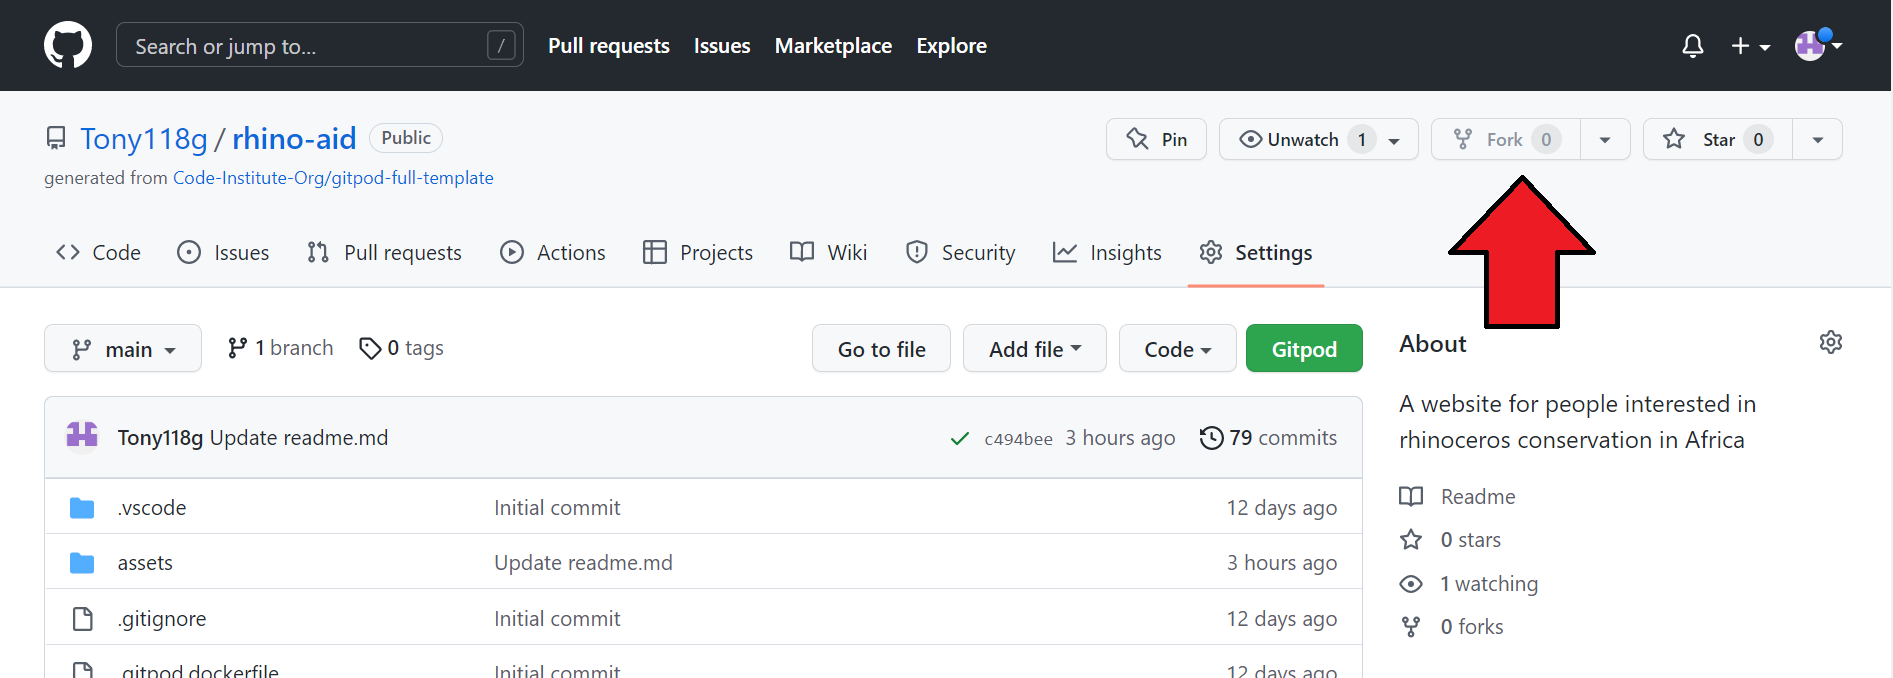 Search or jump to... / Pull requests Issues Marketplace Explore
Tony118g / rhino-aid Public Pin Unwatch 1 Fork 0 Star 0
generated from Code-Institute-Org/gitpod-full-template
Code Issues Pull requests Actions Projects Wiki Security Insights Settings
main 1 branch 0 tags Go to file Add file Code Gitpod About
A website for people interested in
rhinoceros conservation in Africa
Tony118g Update readme.md c494bee 3 hours ago 79 commits
Readme
.vscode Initial commit 12 days ago
0 stars
assets Update readme.md 3 hours ago
1 watching
.gitignore Initial commit 12 days ago
0 forks
.gitpod.dockerfile Initial commit 12 days ago